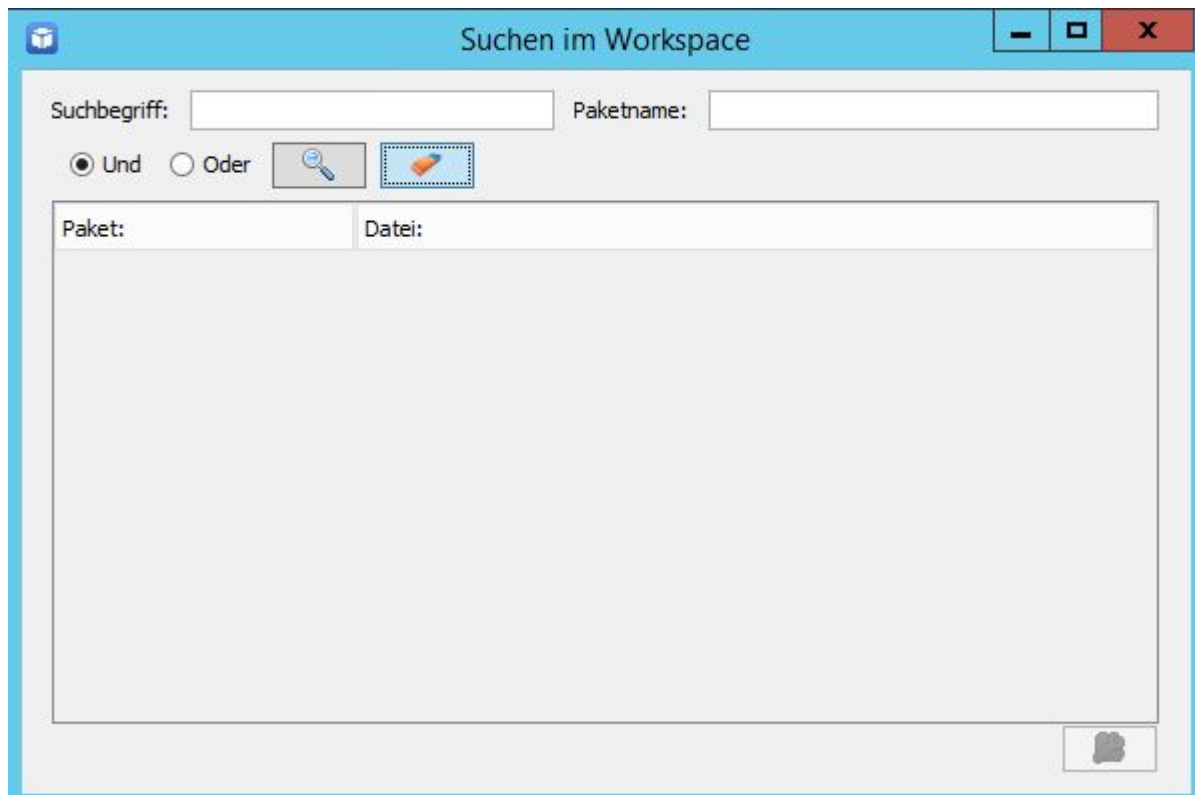 Suchen im Workspace
Suchbegriff: Paketname:
Und Oder
Paket: Datei: